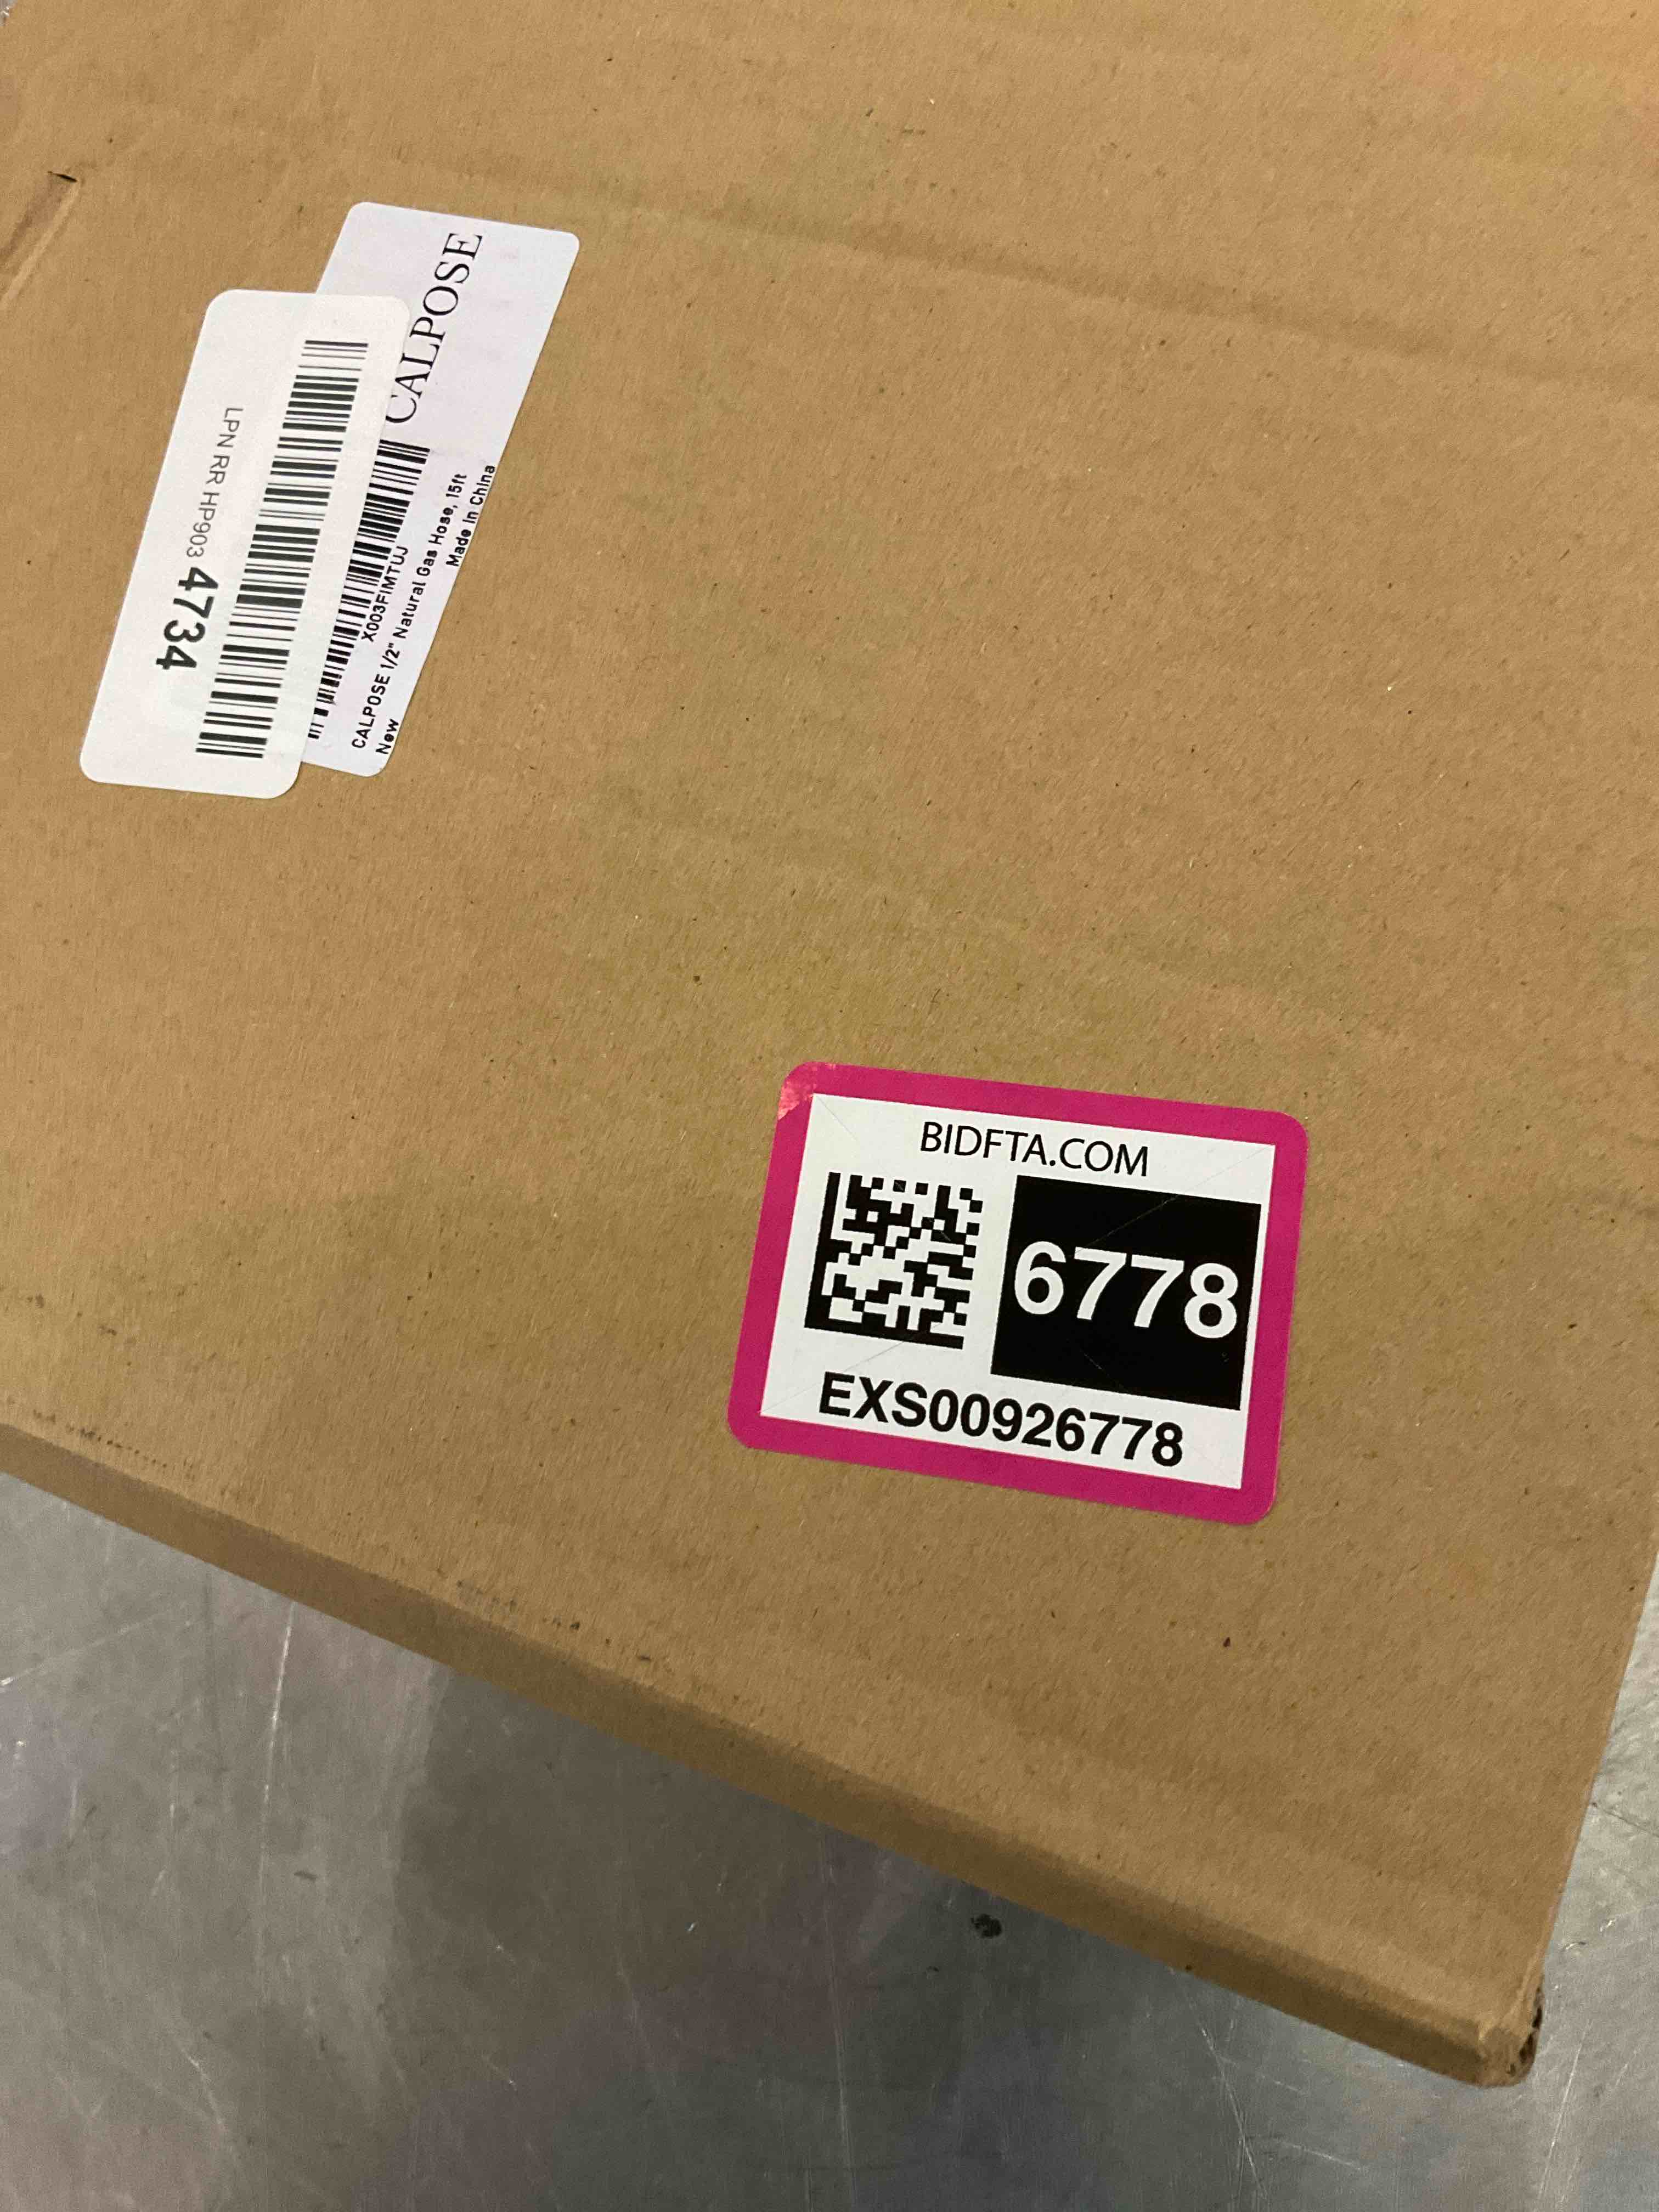 CALPOSE
X003FIMTUJ
CALPOSE 1/2" Natural Gas Hose, 15ft
New
Made In China
LPN RR HP903 4734
BIDFTA.COM
6778
EXS00926778